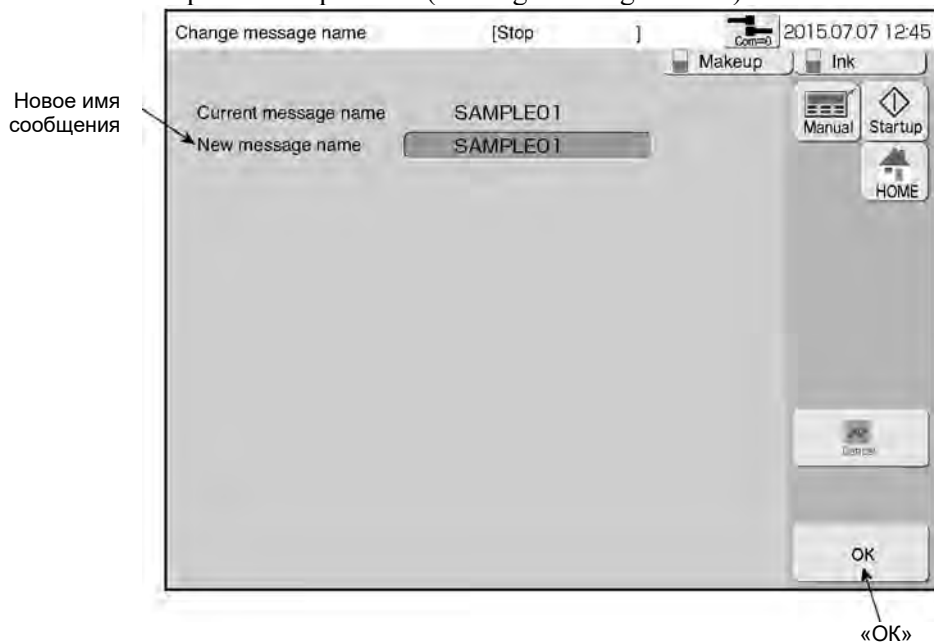 Change message name [Stop ] Com=0 2015.07.07 12:45
Makeup Ink
Новое имя
сообщения
Current message name SAMPLE01
New message name SAMPLE01
Manual Startup
HOME
Cancel
OK
«ОК»